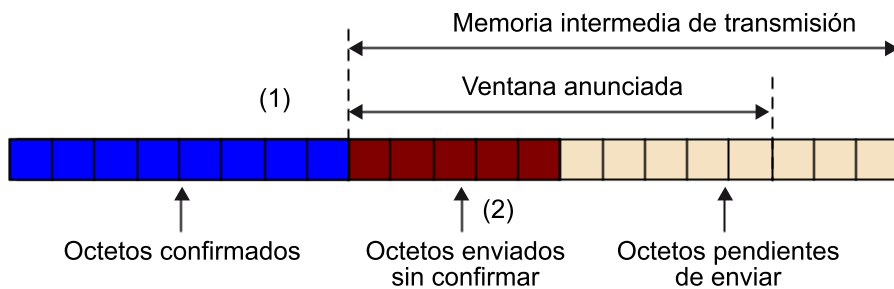 Memoria intermedia de transmisión
Ventana anunciada
(1)
(2)
Octetos confirmados
Octetos enviados
sin confirmar
Octetos pendientes
de enviar